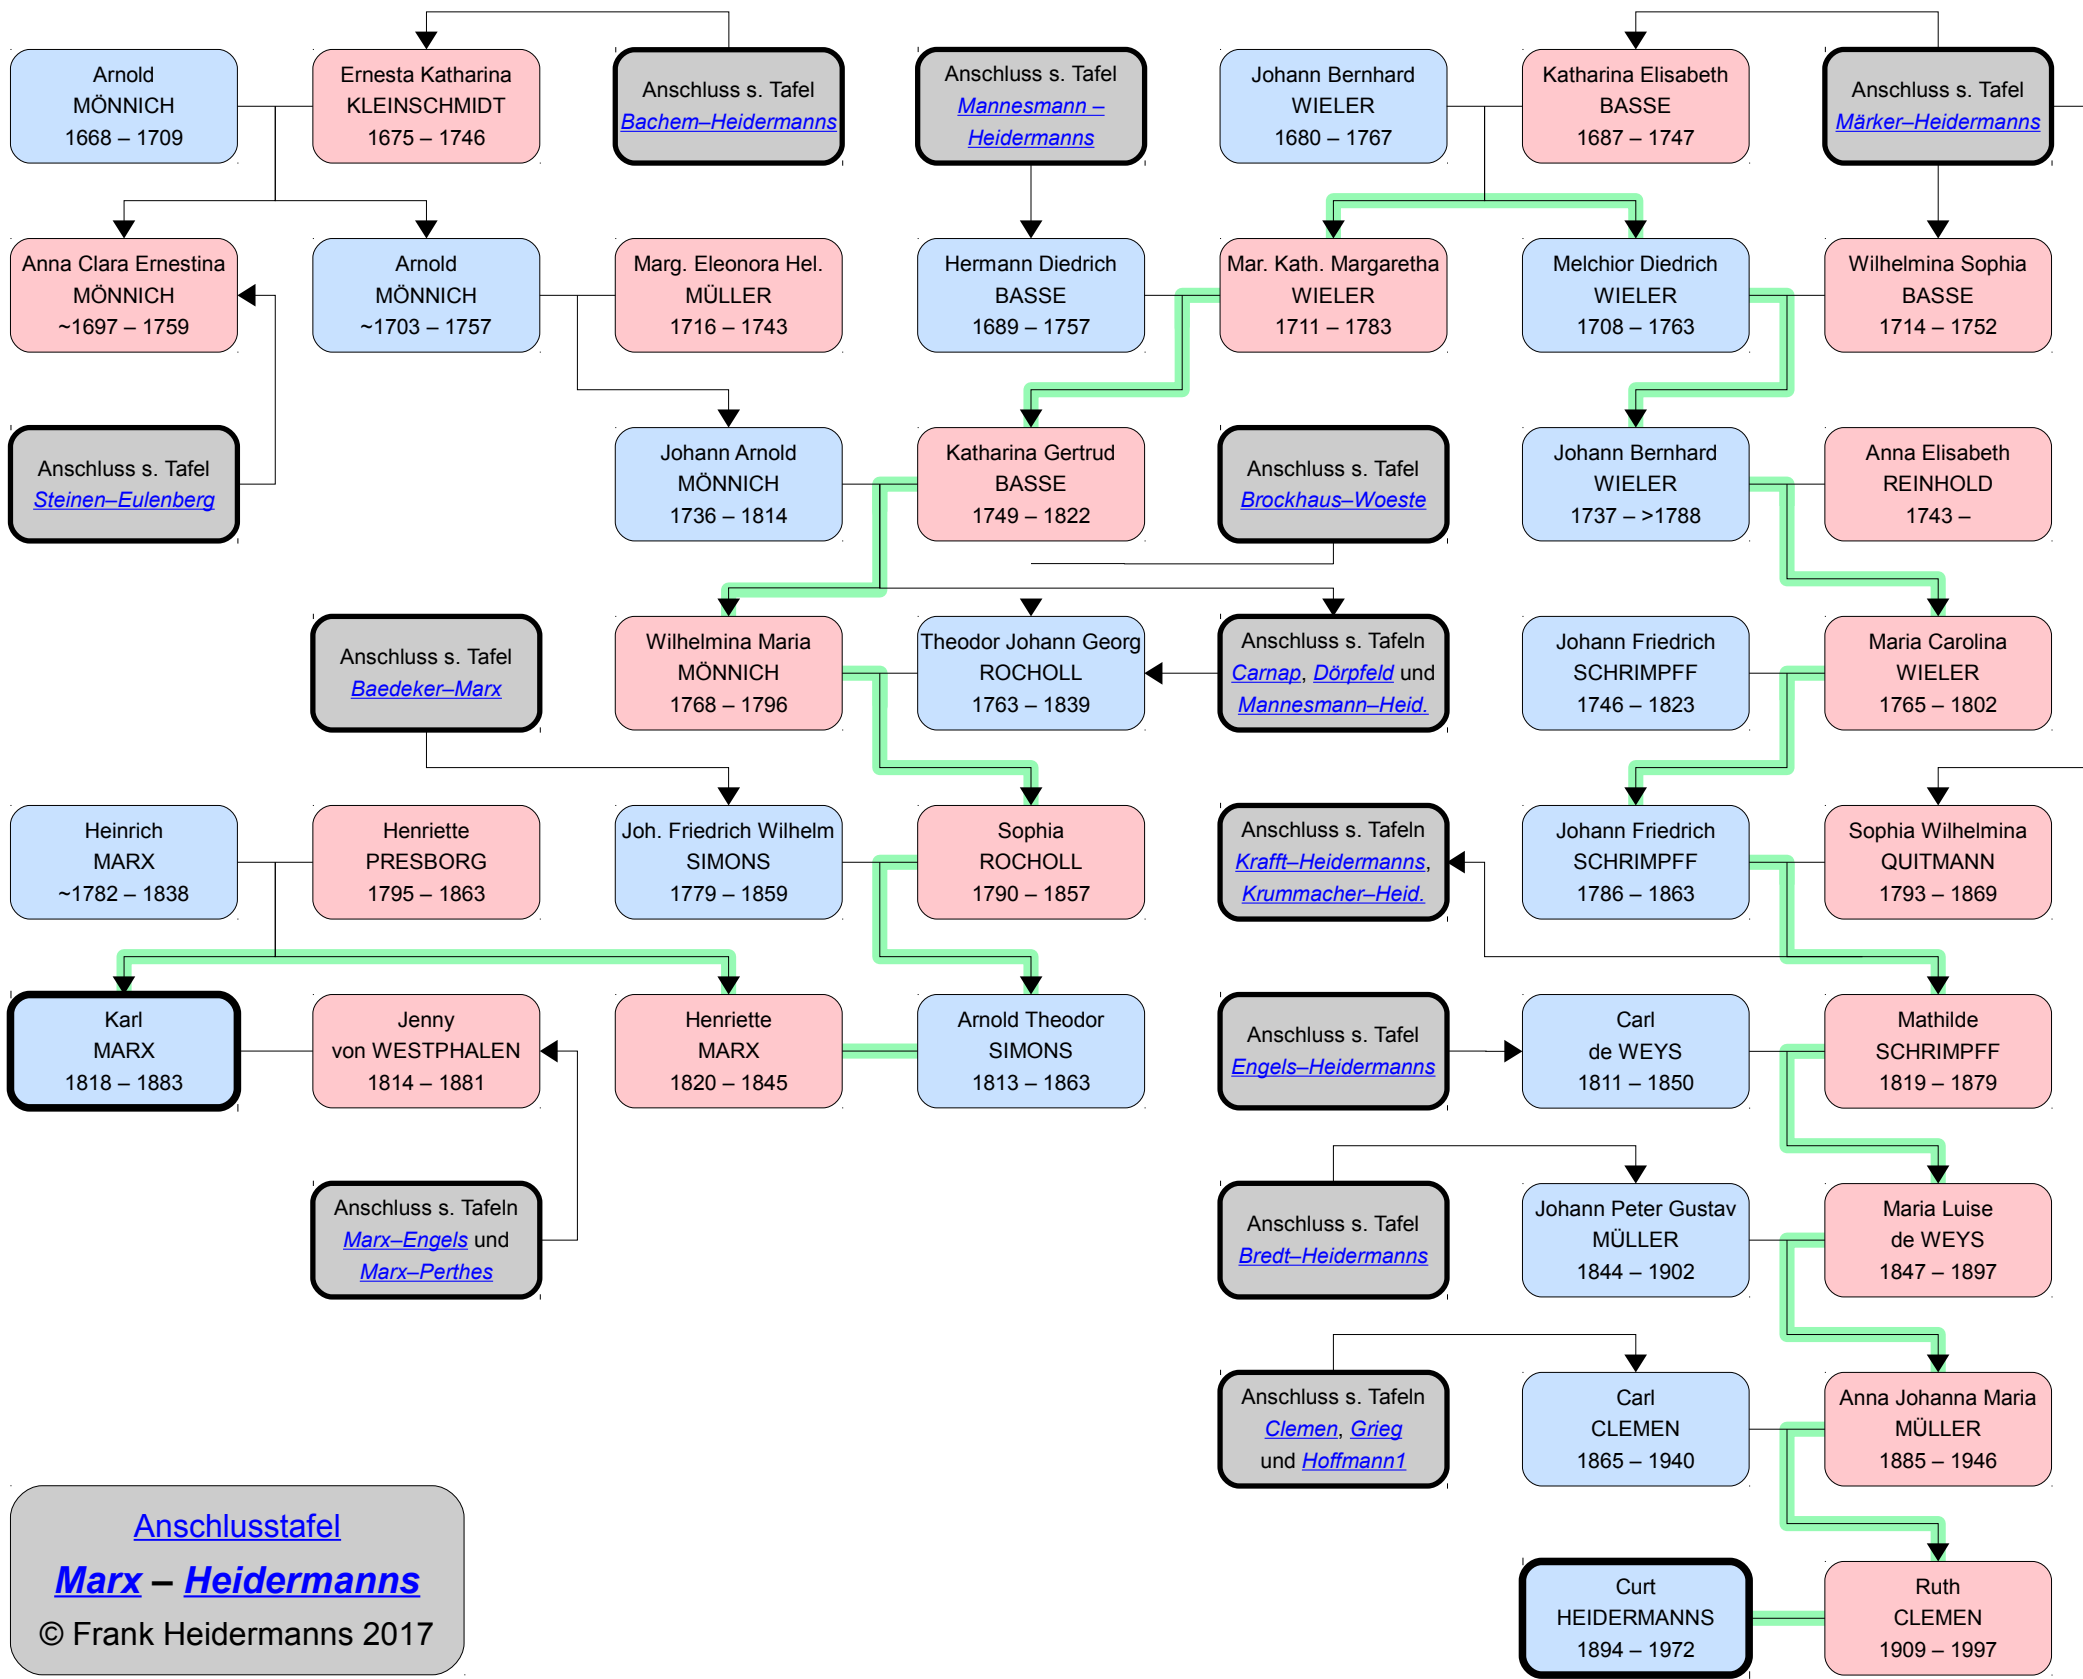 Arnold
MÖNNICH
1668 – 1709
Ernesta Katharina
KLEINSCHMIDT
1675 – 1746
Anschluss s. Tafel
Bachem–Heidermanns
Anschluss s. Tafel
Mannesmann –
Heidermanns
Johann Bernhard
WIELER
1680 – 1767
Katharina Elisabeth
BASSE
1687 – 1747
Anschluss s. Tafel
Märker–Heidermanns
Anna Clara Ernestina
MÖNNICH
~1697 – 1759
Arnold
MÖNNICH
~1703 – 1757
Marg. Eleonora Hel.
MÜLLER
1716 – 1743
Hermann Diedrich
BASSE
1689 – 1757
Mar. Kath. Margaretha
WIELER
1711 – 1783
Melchior Diedrich
WIELER
1708 – 1763
Wilhelmina Sophia
BASSE
1714 – 1752
Anschluss s. Tafel
Steinen–Eulenberg
Johann Arnold
MÖNNICH
1736 – 1814
Katharina Gertrud
BASSE
1749 – 1822
Anschluss s. Tafel
Brockhaus–Woeste
Johann Bernhard
WIELER
1737 – >1788
Anna Elisabeth
REINHOLD
1743 –
Anschluss s. Tafel
Baedeker–Marx
Wilhelmina Maria
MÖNNICH
1768 – 1796
Theodor Johann Georg
ROCHOLL
1763 – 1839
Anschluss s. Tafeln
Carnap, Dörpfeld und
Mannesmann–Heid.
Johann Friedrich
SCHRIMPFF
1746 – 1823
Maria Carolina
WIELER
1765 – 1802
Heinrich
MARX
~1782 – 1838
Henriette
PRESBORG
1795 – 1863
Joh. Friedrich Wilhelm
SIMONS
1779 – 1859
Sophia
ROCHOLL
1790 – 1857
Anschluss s. Tafeln
Krafft–Heidermanns,
Krummacher–Heid.
Johann Friedrich
SCHRIMPFF
1786 – 1863
Sophia Wilhelmina
QUITMANN
1793 – 1869
Karl
MARX
1818 – 1883
Jenny
von WESTPHALEN
1814 – 1881
Henriette
MARX
1820 – 1845
Arnold Theodor
SIMONS
1813 – 1863
Anschluss s. Tafel
Engels–Heidermanns
Carl
de WEYS
1811 – 1850
Mathilde
SCHRIMPFF
1819 – 1879
Anschluss s. Tafeln
Marx–Engels und
Marx–Perthes
Anschluss s. Tafel
Bredt–Heidermanns
Johann Peter Gustav
MÜLLER
1844 – 1902
Maria Luise
de WEYS
1847 – 1897
Anschluss s. Tafeln
Clemen, Grieg
und Hoffmann1
Carl
CLEMEN
1865 – 1940
Anna Johanna Maria
MÜLLER
1885 – 1946
Anschlusstafel
Marx – Heidermanns
© Frank Heidermanns 2017
Curt
HEIDERMANNS
1894 – 1972
Ruth
CLEMEN
1909 – 1997